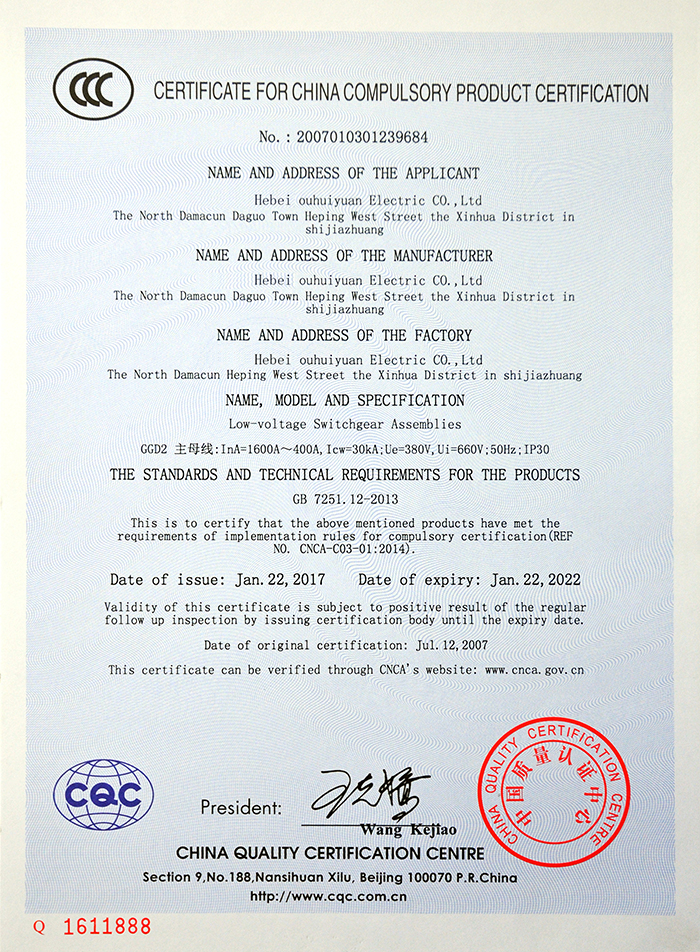 CCC
CERTIFICATE FOR CHINA COMPULSORY PRODUCT CERTIFICATION
No. : 2007010301239684
NAME AND ADDRESS OF THE APPLICANT
Hebei ouhuiyuan Electric CO.,Ltd
The North Damacun Daguo Town Heping West Street the Xinhua District in
shijiazhuang
NAME AND ADDRESS OF THE MANUFACTURER
Hebei ouhuiyuan Electric CO.,Ltd
The North Damacun Daguo Town Heping West Street the Xinhua District in
shijiazhuang
NAME AND ADDRESS OF THE FACTORY
Hebei ouhuiyuan Electric CO.,Ltd
The North Damacun Heping West Street the Xinhua District in shijiazhuang
NAME, MODEL AND SPECIFICATION
Low-voltage Switchgear Assemblies
GGD2 主母线:InA=1600A～400A,Icw=30kA;Ue=380V,Ui=660V;50Hz;IP30
THE STANDARDS AND TECHNICAL REQUIREMENTS FOR THE PRODUCTS
GB 7251.12-2013
This is to certify that the above mentioned products have met the
requirements of implementation rules for compulsory certification(REF
NO. CNCA-C03-01:2014).
Date of issue: Jan.22,2017 Date of expiry: Jan.22,2022
Validity of this certificate is subject to positive result of the regular
follow up inspection by issuing certification body until the expiry date.
Date of original certification: Jul.12,2007
This certificate can be verified through CNCA's website: www.cnca.gov.cn
CQC
President:
Wang Kejiao
CHINA QUALITY CERTIFICATION CENTRE
中国质量认证中心
CHINA QUALITY CERTIFICATION CENTRE
Section 9,No.188,Nansihuan Xilu, Beijing 100070 P.R.China
http://www.cqc.com.cn
Q 1611888